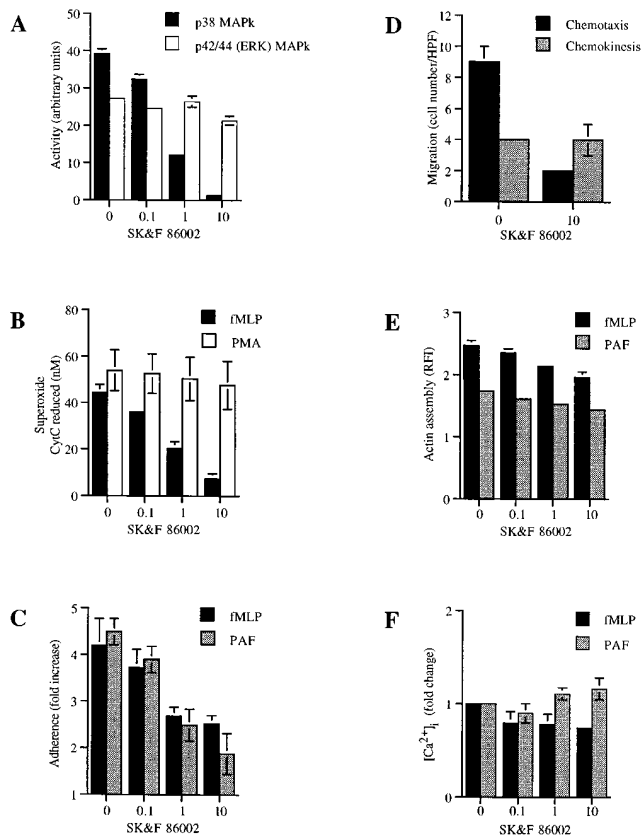 A
p38 MAPk
p42/44 (ERK) MAPk
Activity (arbitrary units)
50
40
30
20
10
0
0 0.1 1 10
SK&F 86002
D
Chemotaxis
Chemokinesis
Migration (cell number/HPF)
12
10
8
6
4
2
0
0 10
SK&F 86002
B
fMLP
PMA
Superoxide
CytC reduced (nM)
80
60
40
20
0
0 0.1 1 10
SK&F 86002
E
fMLP
PAF
Actin assembly (RFI)
3
2
1
0
0 0.1 1 10
SK&F 86002
C
fMLP
PAF
Adherence (fold increase)
5
4
3
2
1
0 0.1 1 10
SK&F 86002
F
fMLP
PAF
[Ca2+]i (fold change)
2
1
0
0 0.1 1 10
SK&F 86002